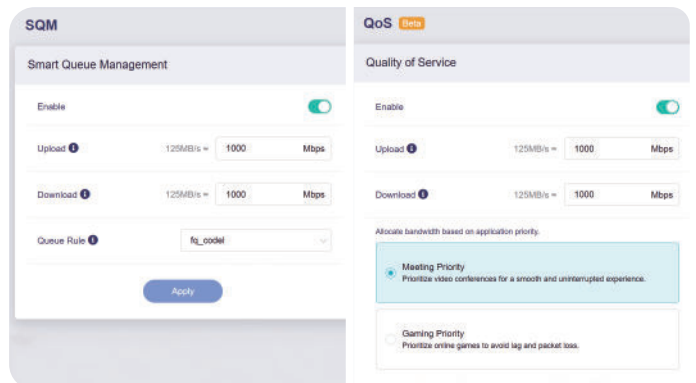 SQM
Smart Queue Management
Enable
Upload 125MB/s = 1000 Mbps
Download 125MB/s = 1000 Mbps
Queue Rule fq_codel
Apply
QoS Beta
Quality of Service
Enable
Upload 125MB/s = 1000 Mbps
Download 125MB/s = 1000 Mbps
Allocate bandwidth based on application priority.
Meeting Priority
Prioritize video conferences for a smooth and uninterrupted experience.
Gaming Priority
Prioritize online games to avoid lag and packet loss.